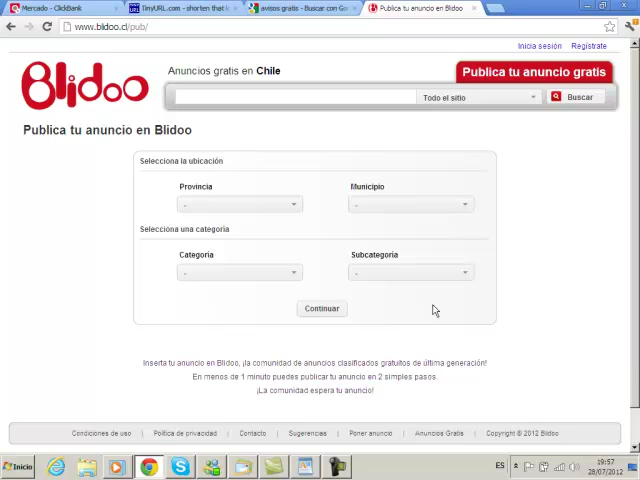 Mercado - ClickBank
TinyURL.com - shorten that l
avisos gratis - Buscar con Go
Publica tu anuncio en Blidoo
www.blidoo.cl/pub/
Inicia sesión
Registrate
Blidoo
Anuncios gratis en Chile
Publica tu anuncio gratis
Todo el sitio
Buscar
Publica tu anuncio en Blidoo
Selecciona la ubicación
Provincia
Municipio
-
-
Selecciona una categoría
Categoría
Subcategoría
-
-
Continuar
Inserta tu anuncio en Blidoo, ¡la comunidad de anuncios clasificados gratuitos de última generación!
En menos de 1 minuto puedes publicar tu anuncio en 2 simples pasos.
¡La comunidad espera tu anuncio!
Condiciones de uso | Política de privacidad | Contacto | Sugerencias | Poner anuncio | Anuncios Gratis | Copyright © 2012 Blidoo
Inicio
ES
19:57
28/07/2012